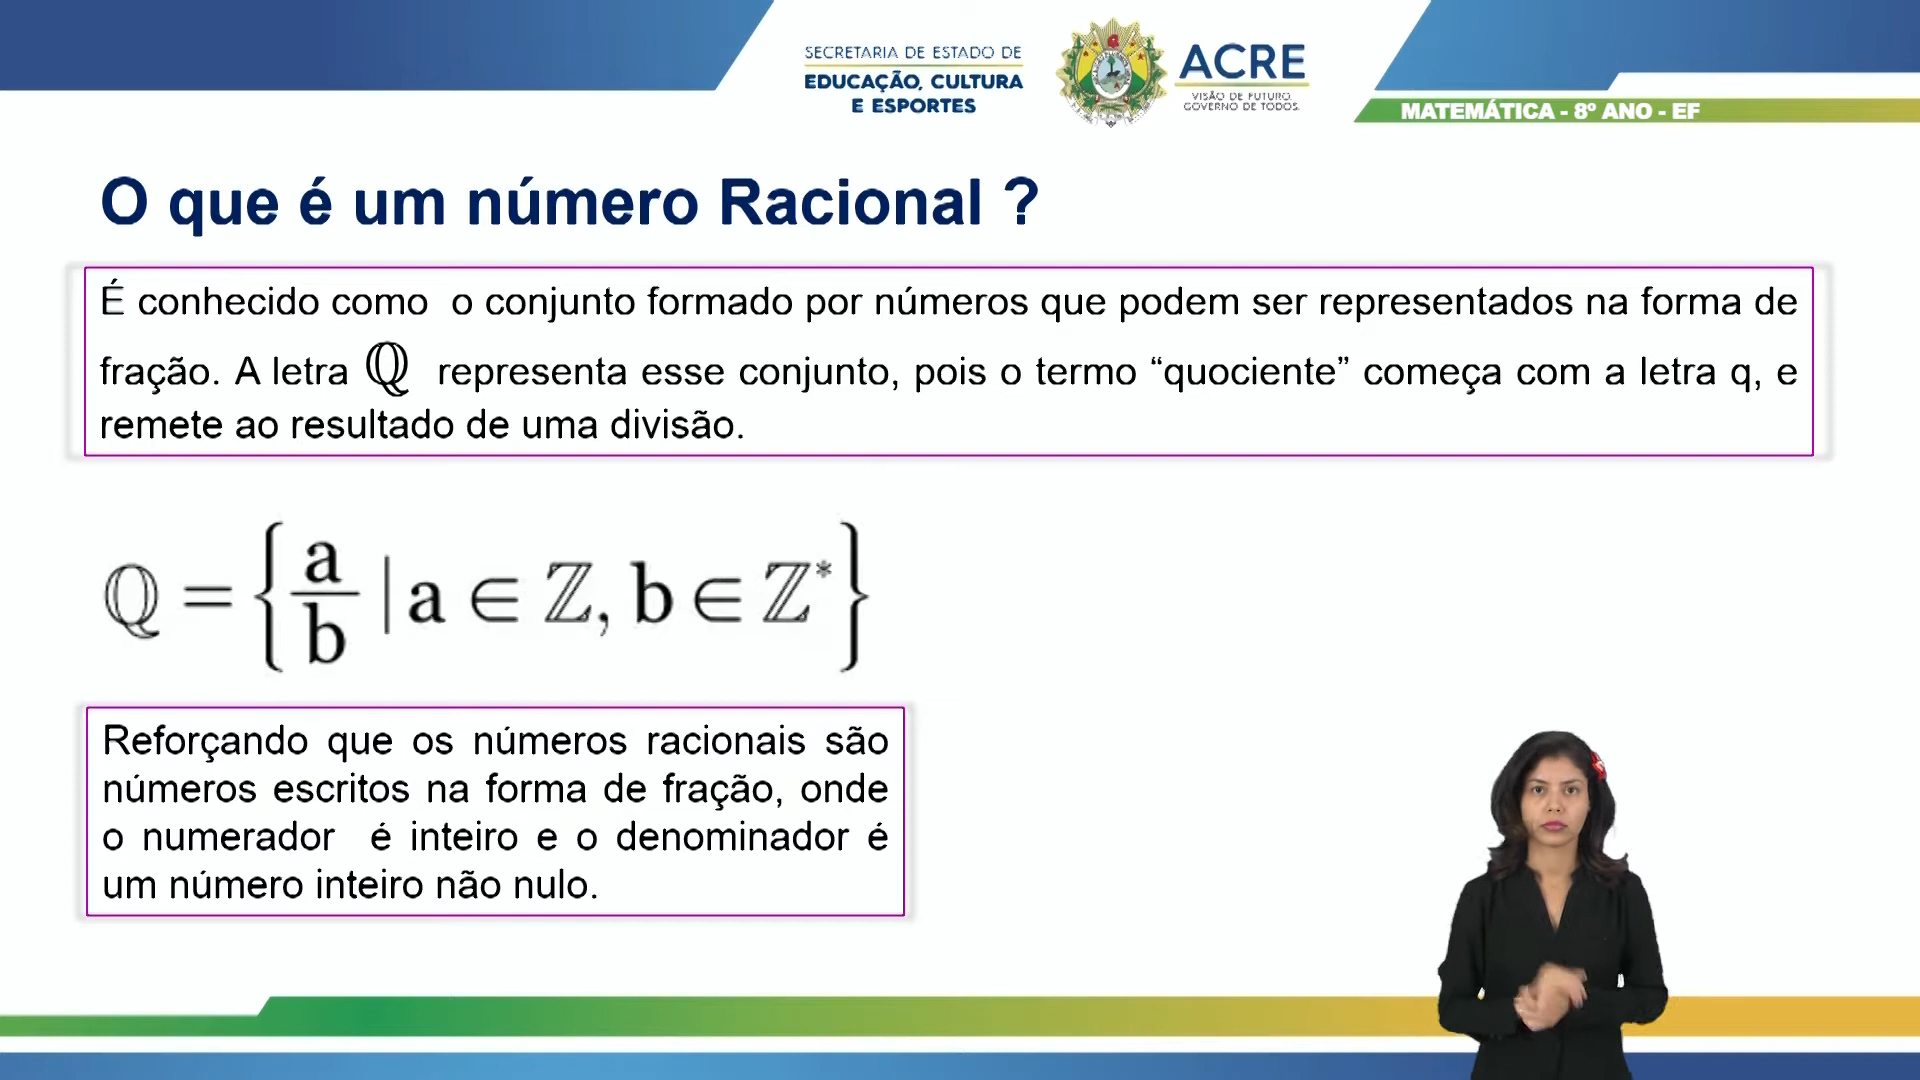 SECRETARIA DE ESTADO DE
EDUCAÇÃO, CULTURA
E ESPORTES
ACRE
VISÃO DE FUTURO.
GOVERNO DE TODOS.
MATEMÁTICA - 8º ANO - EF
O que é um número Racional ?
É conhecido como o conjunto formado por números que podem ser representados na forma de
fração. A letra ℚ representa esse conjunto, pois o termo “quociente” começa com a letra q, e
remete ao resultado de uma divisão.
ℚ = {a/b | a ∈ ℤ, b ∈ ℤ*}
Reforçando que os números racionais são
números escritos na forma de fração, onde
o numerador é inteiro e o denominador é
um número inteiro não nulo.